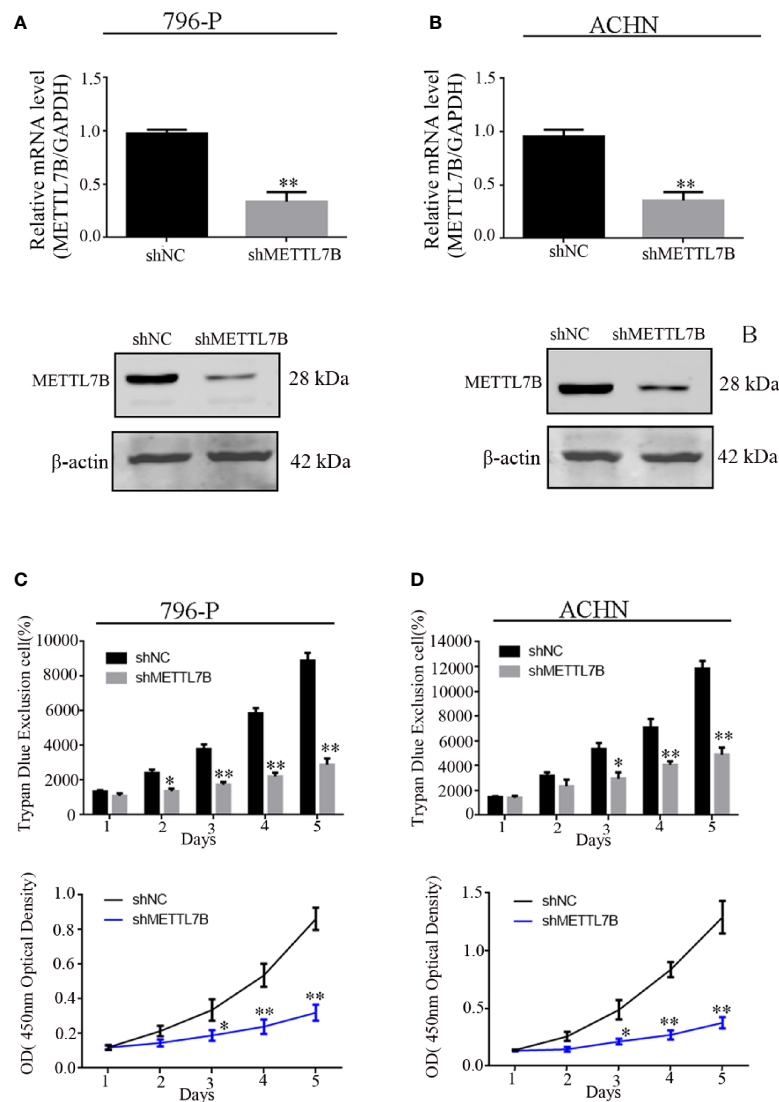 A
796-P
Relative mRNA level
(METTL7B/GAPDH)
1.5
1.0
0.5
0.0
**
shNC shMETTL7B
shNC shMETTL7B
METTL7B 28 kDa
β-actin 42 kDa
B
ACHN
Relative mRNA level
(METTL7B/GAPDH)
1.5
1.0
0.5
0.0
**
shNC shMETTL7B
shNC shMETTL7B B
METTL7B 28 kDa
β-actin 42 kDa
C
796-P
Trypan Dlue Exclusion cell(%)
10000
8000
6000
4000
2000
0
shNC
shMETTL7B
* ** ** **
1 2 3 4 5
Days
OD( 450nm Optical Density)
1.0
0.8
0.6
0.4
0.2
0.0
shNC
shMETTL7B
* ** **
1 2 3 4 5
Days
D
ACHN
Trypan Dlue Exclusion cell(%)
14000
12000
10000
8000
6000
4000
2000
0
shNC
shMETTL7B
* ** **
1 2 3 4 5
Days
OD( 450nm Optical Density)
1.5
1.0
0.5
0.0
shNC
shMETTL7B
* ** **
1 2 3 4 5
Days